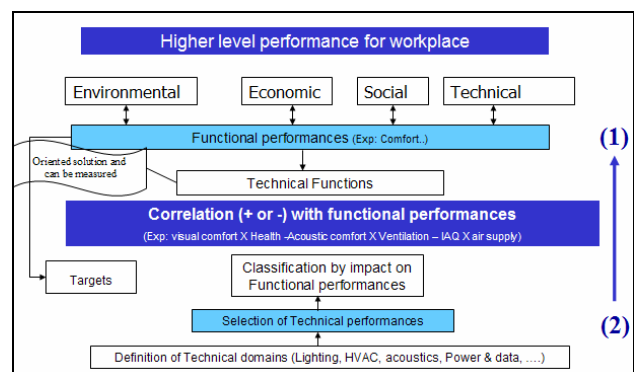 Higher level performance for workplace
Environmental
Economic
Social
Technical
Functional performances (Exp: Comfort..)
(1)
Oriented solution and
can be measured
Technical Functions
Correlation (+ or -) with functional performances
(Exp: visual comfort X Health -Acoustic comfort X Ventilation – IAQ X air supply)
Targets
Classification by impact on
Functional performances
Selection of Technical performances
(2)
Definition of Technical domains (Lighting, HVAC, acoustics, Power & data, ….)